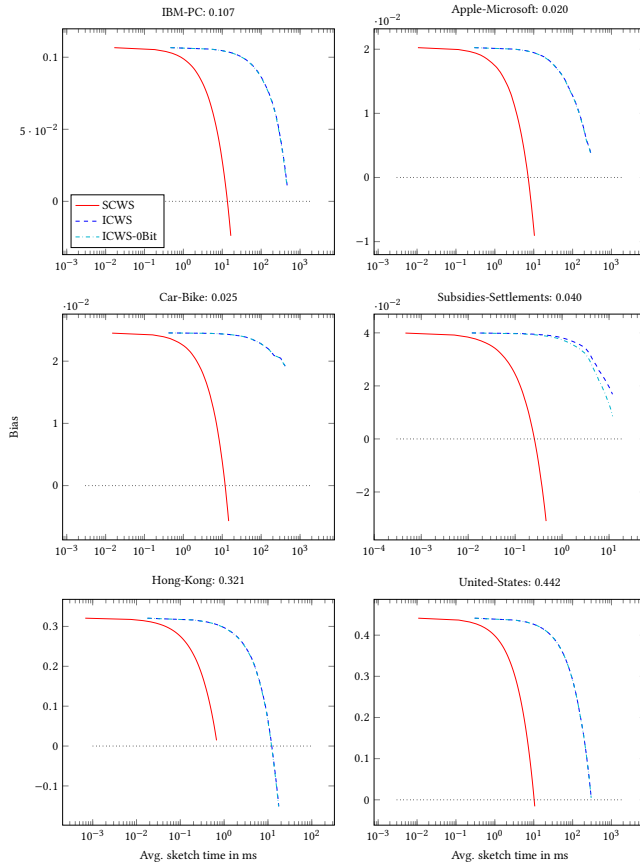 IBM-PC: 0.107
0.1
5 · 10⁻²
0
SCWS
ICWS
ICWS-0Bit
10⁻³ 10⁻² 10⁻¹ 10⁰ 10¹ 10² 10³
Apple-Microsoft: 0.020
·10⁻²
2
1
0
−1
10⁻³ 10⁻² 10⁻¹ 10⁰ 10¹ 10² 10³
Bias
Car-Bike: 0.025
·10⁻²
2
0
10⁻³ 10⁻² 10⁻¹ 10⁰ 10¹ 10² 10³
Subsidies-Settlements: 0.040
·10⁻²
4
2
0
−2
10⁻⁴ 10⁻³ 10⁻² 10⁻¹ 10⁰ 10¹
Hong-Kong: 0.321
0.3
0.2
0.1
0
−0.1
10⁻³ 10⁻² 10⁻¹ 10⁰ 10¹ 10²
Avg. sketch time in ms
United-States: 0.442
0.4
0.3
0.2
0.1
0
10⁻³ 10⁻² 10⁻¹ 10⁰ 10¹ 10² 10³
Avg. sketch time in ms